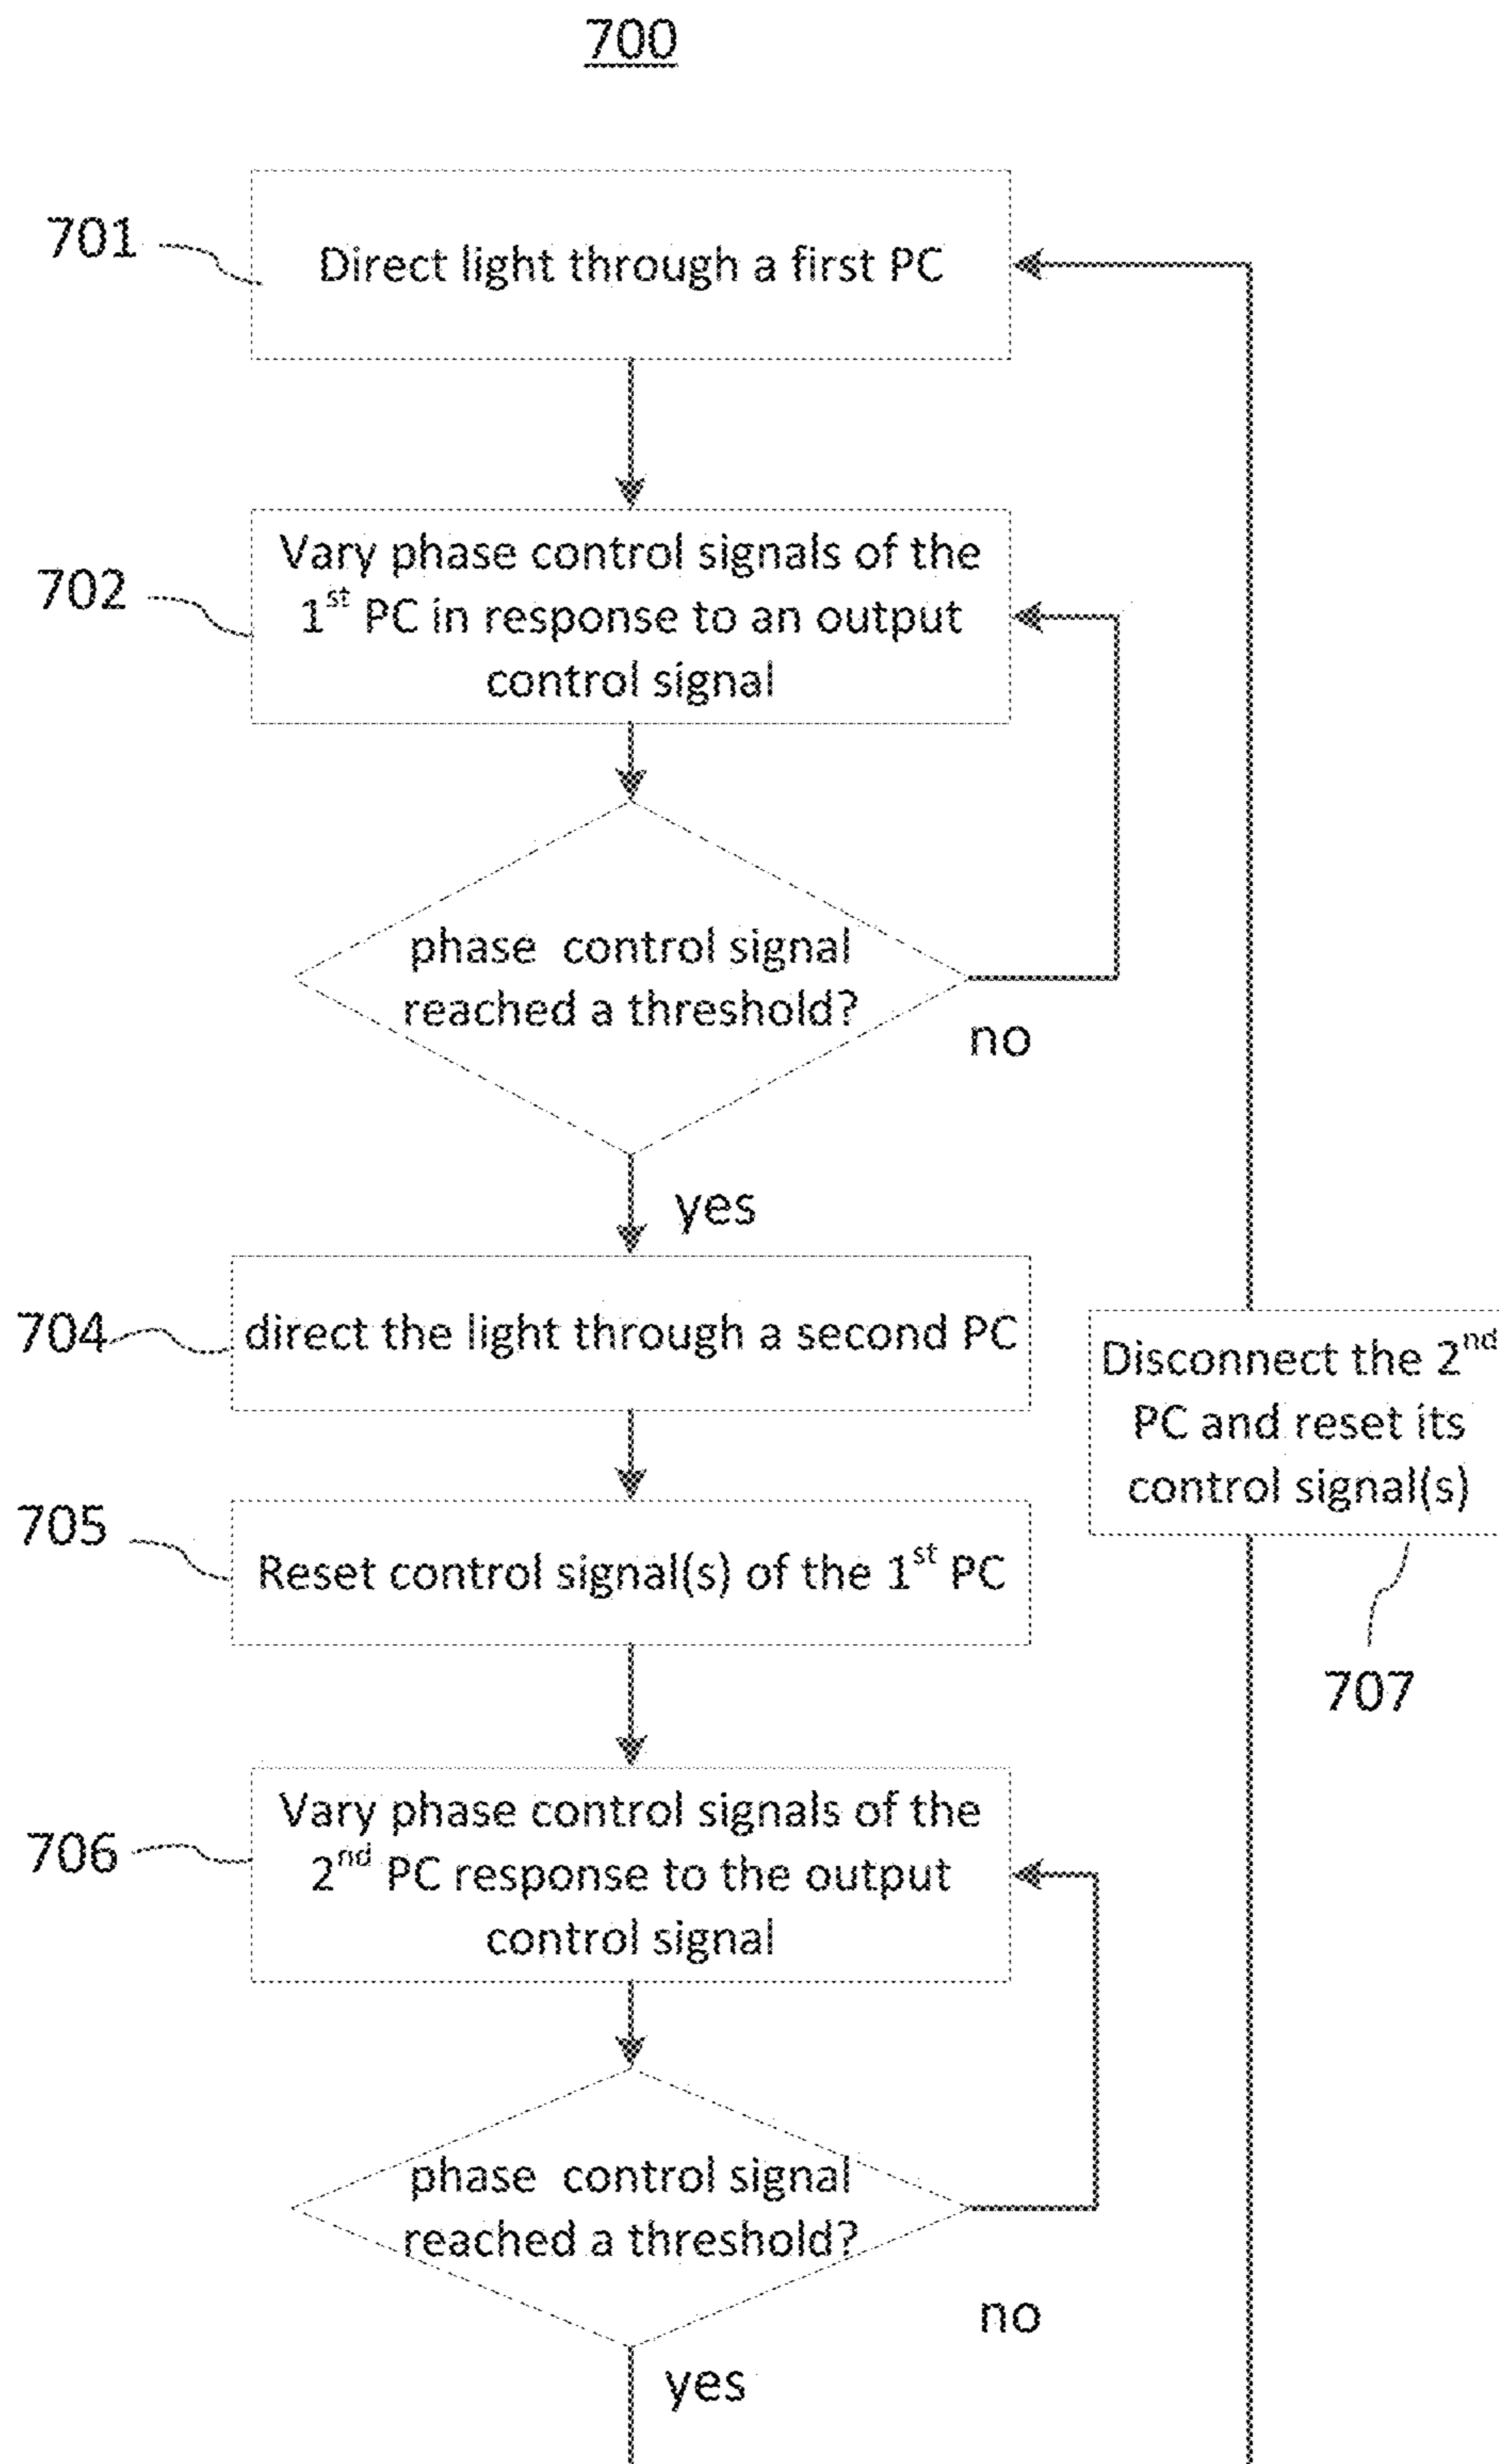 700
701
Direct light through a first PC
702
Vary phase control signals of the
1st PC in response to an output
control signal
phase control signal
reached a threshold?
no
yes
704
direct the light through a second PC
Disconnect the 2nd
PC and reset its
control signal(s)
707
705
Reset control signal(s) of the 1st PC
706
Vary phase control signals of the
2nd PC response to the output
control signal
phase control signal
reached a threshold?
no
yes